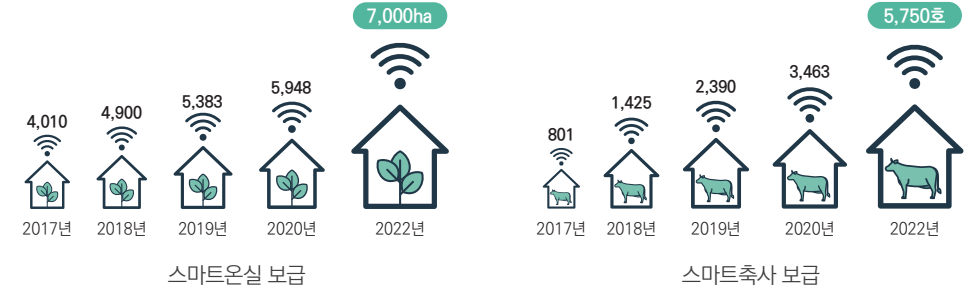 7,000ha
5,948
5,383
4,900
4,010
2017년
2018년
2019년
2020년
2022년
스마트온실 보급
5,750호
3,463
2,390
1,425
801
2017년
2018년
2019년
2020년
2022년
스마트축사 보급